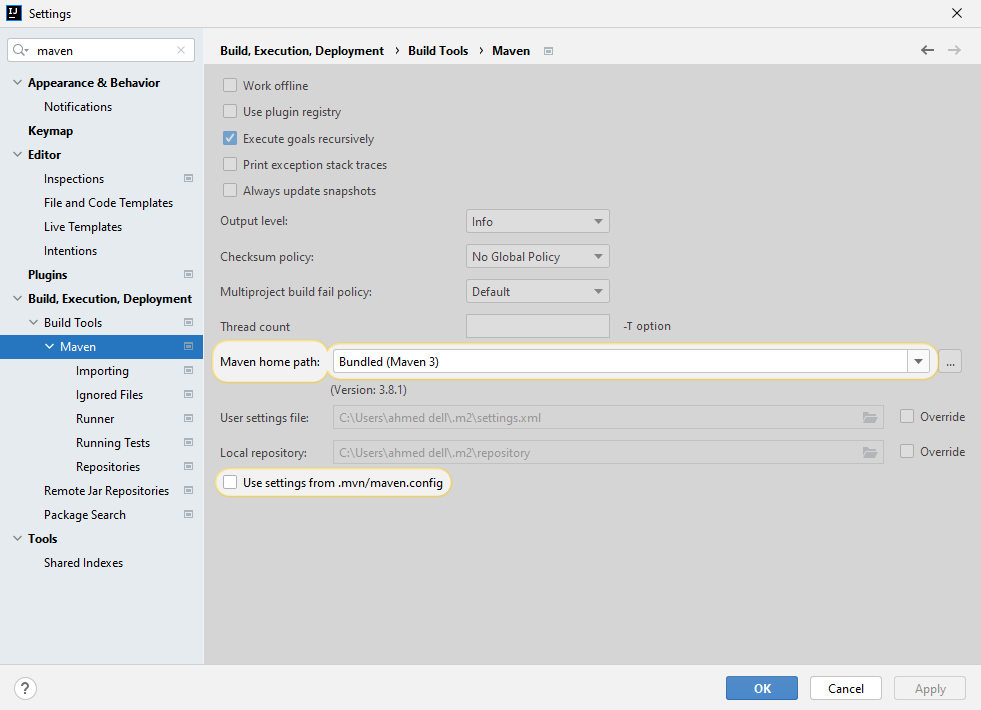 IJ
Settings
maven
Build, Execution, Deployment › Build Tools › Maven
Appearance & Behavior
Notifications
Keymap
Editor
Inspections
File and Code Templates
Live Templates
Intentions
Plugins
Build, Execution, Deployment
Build Tools
Maven
Importing
Ignored Files
Runner
Running Tests
Repositories
Remote Jar Repositories
Package Search
Tools
Shared Indexes
Work offline
Use plugin registry
Execute goals recursively
Print exception stack traces
Always update snapshots
Output level: Info
Checksum policy: No Global Policy
Multiproject build fail policy: Default
Thread count -T option
Maven home path: Bundled (Maven 3) ...
(Version: 3.8.1)
User settings file: C:\Users\ahmed dell\.m2\settings.xml Override
Local repository: C:\Users\ahmed dell\.m2\repository Override
Use settings from .mvn/maven.config
? OK Cancel Apply